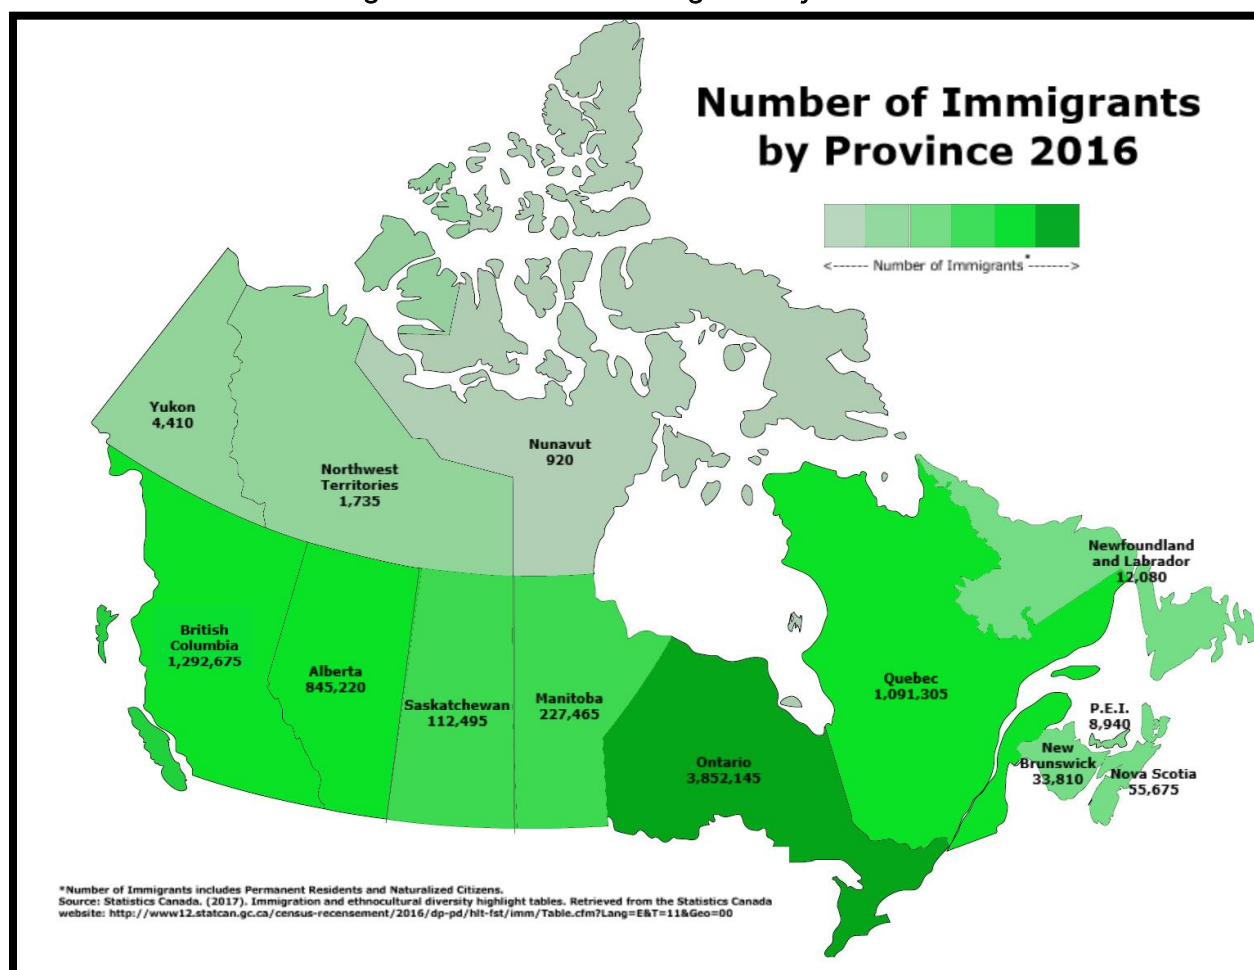 Number of Immigrants
by Province 2016
<------ Number of Immigrants*------->
Yukon
4,410
Northwest
Territories
1,735
Nunavut
920
Newfoundland
and Labrador
12,080
British
Columbia
1,292,675
Alberta
845,220
Saskatchewan
112,495
Manitoba
227,465
Quebec
1,091,305
P.E.I.
8,940
Ontario
3,852,145
New
Brunswick
33,810
Nova Scotia
55,675
*Number of Immigrants includes Permanent Residents and Naturalized Citizens.
Source: Statistics Canada. (2017). Immigration and ethnocultural diversity highlight tables. Retrieved from the Statistics Canada
website: http://www12.statcan.gc.ca/census-recensement/2016/dp-pd/hlt-fst/imm/Table.cfm?Lang=E&T=11&Geo=00